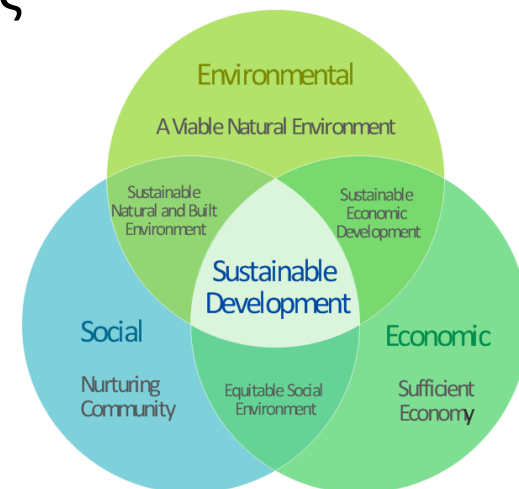 ς
Environmental
A Viable Natural Environment
Sustainable
Natural and Built
Environment
Sustainable
Economic
Development
Sustainable
Development
Social
Nurturing
Community
Equitable Social
Environment
Economic
Sufficient
Economy